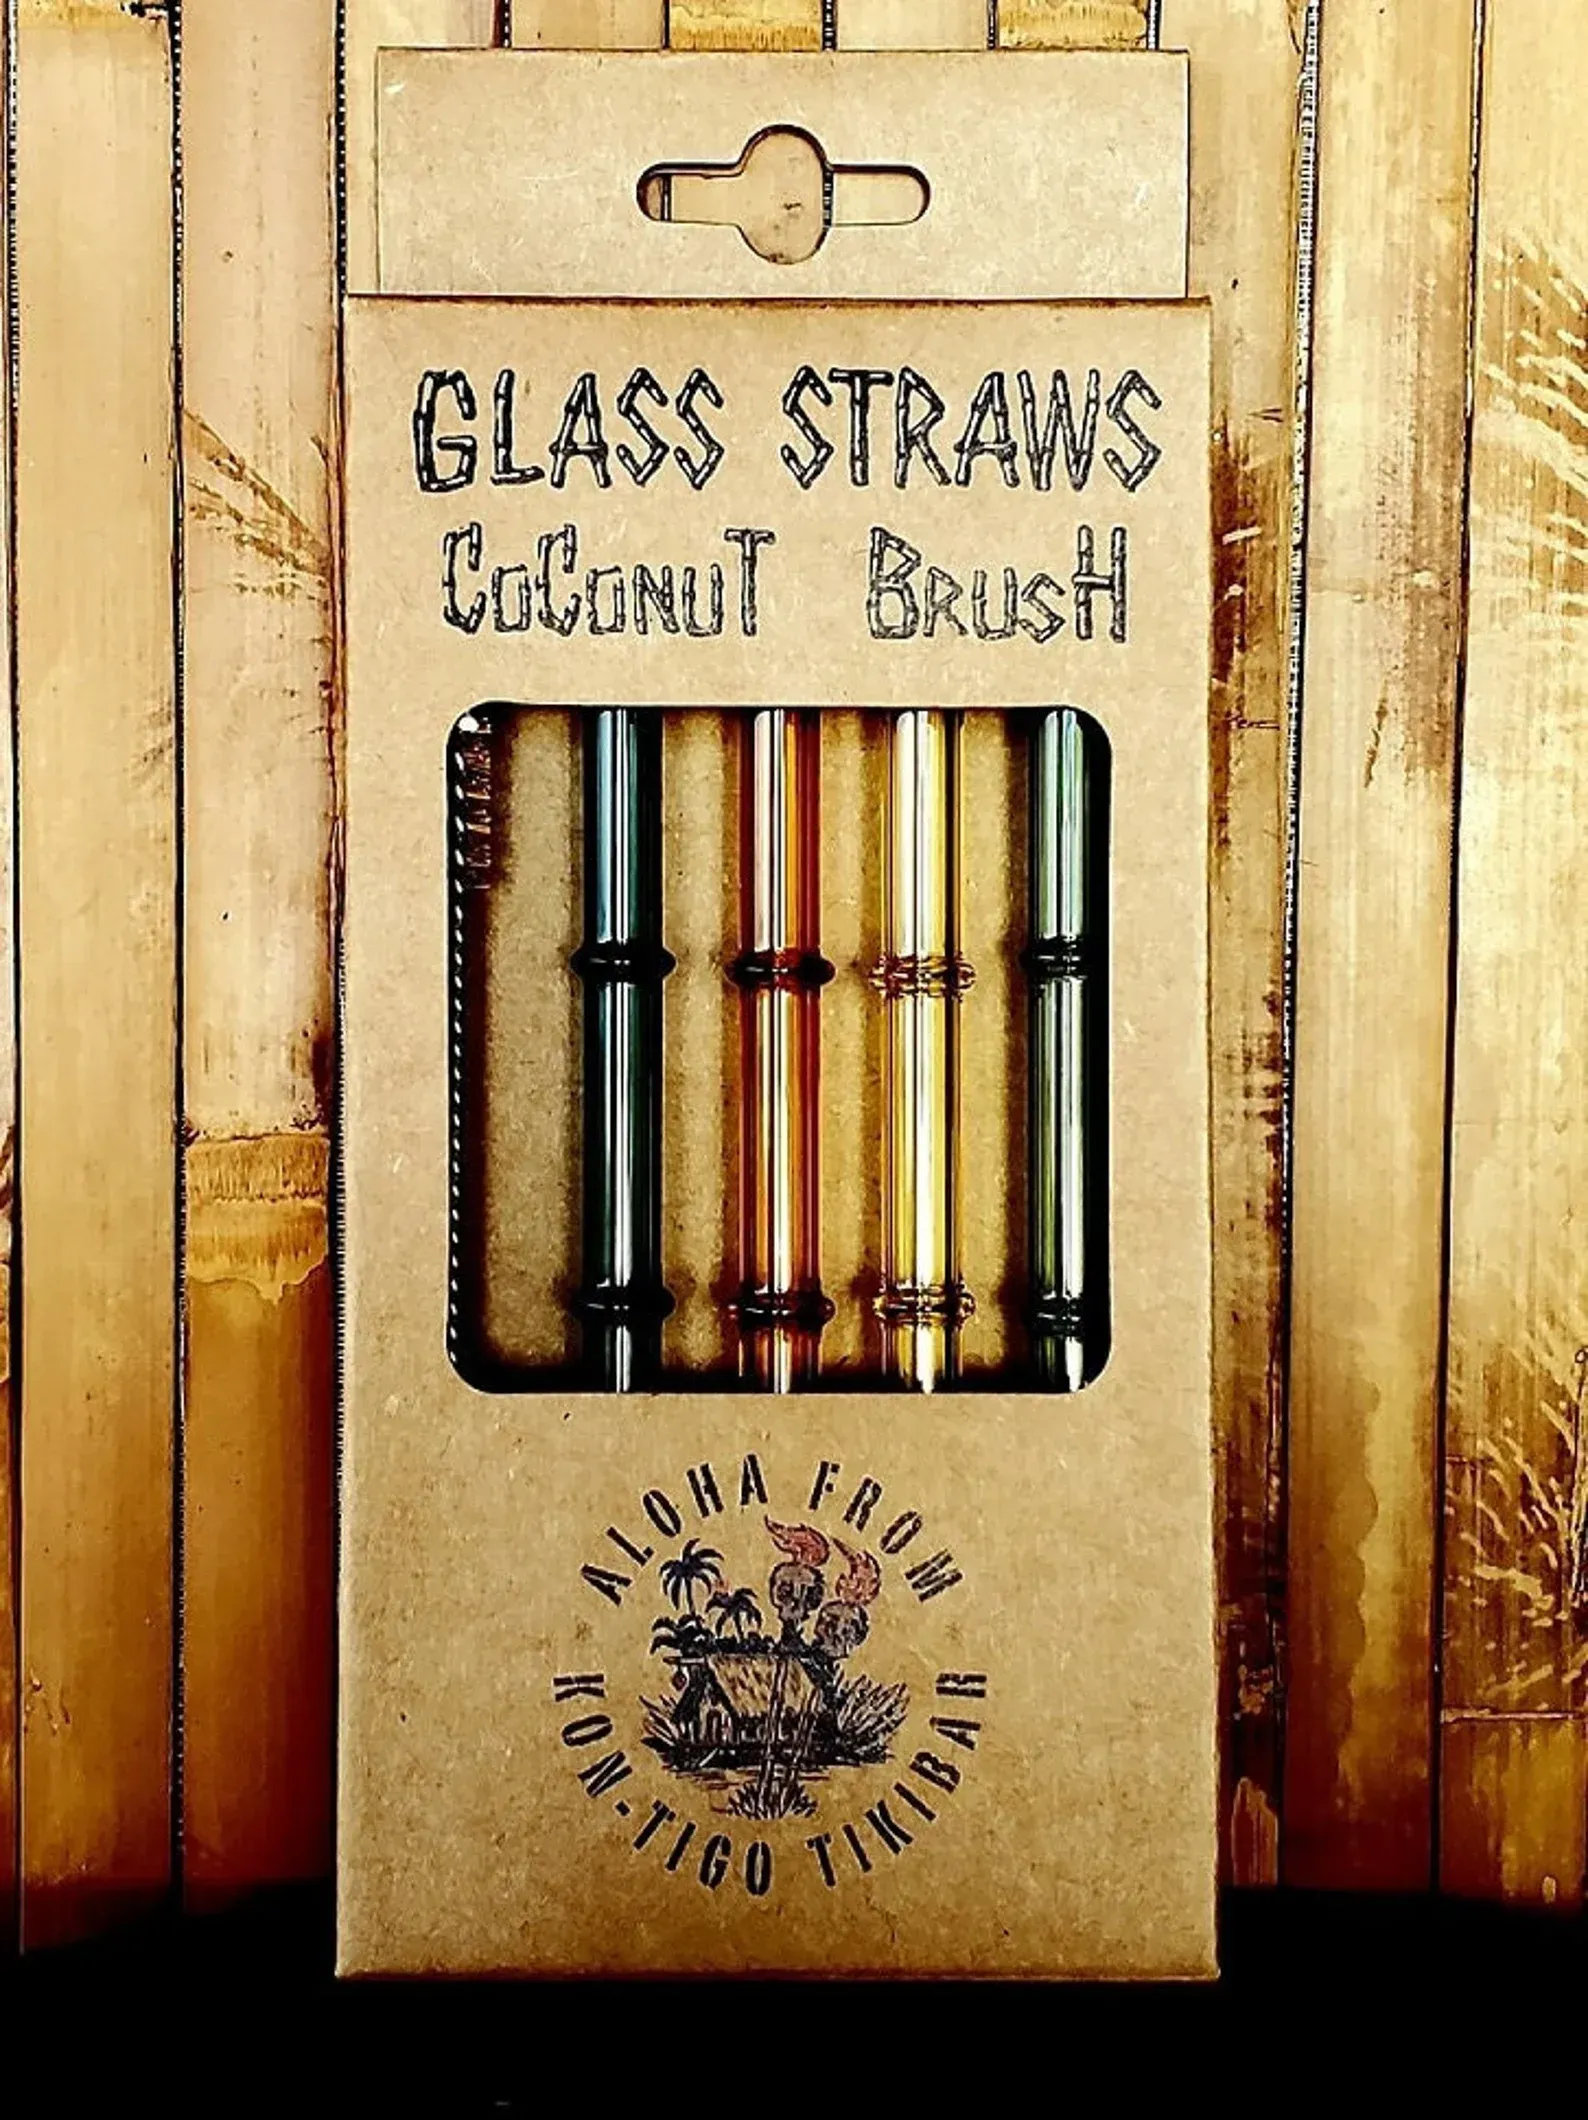 GLASS STRAWS
CoConuT BRusH
ALOHA FROM
KON-TIGO TIKIBAR